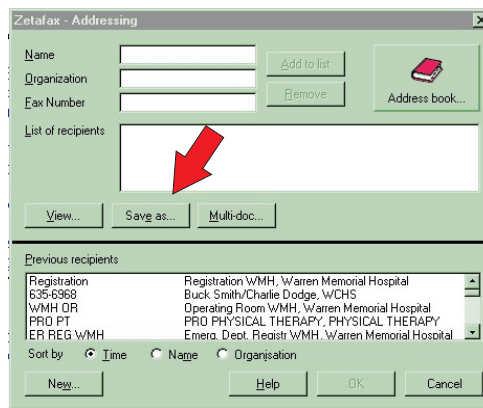 Zetafax - Addressing
Name
Add to list
Organization
Remove
Fax Number
Address book...
List of recipients
View...
Save as...
Multi-doc...
Previous recipients
Registration Registration WMH, Warren Memorial Hospital
635-6968 Buck Smith/Charlie Dodge, WCHS
WMH OR Operating Room WMH, Warren Memorial Hospital
PRO PT PRO PHYSICAL THERAPY, PHYSICAL THERAPY
ER REG WMH Emerg. Dept. Registr WMH, Warren Memorial Hospital
Sort by Time Name Organisation
New... Help OK Cancel